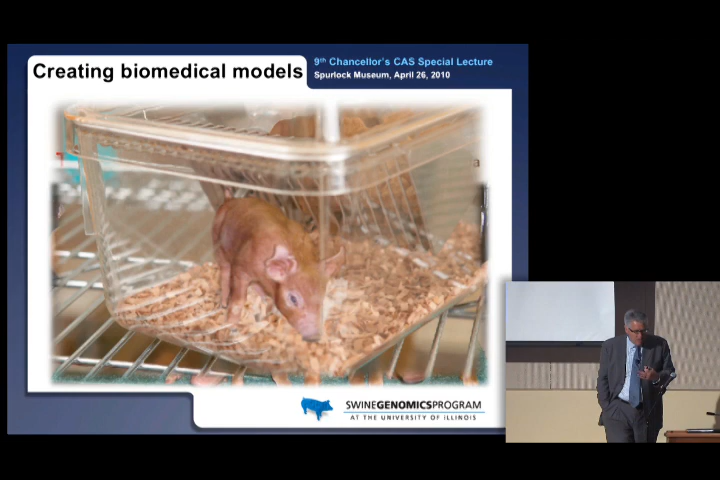 Creating biomedical models
9th Chancellor's CAS Special Lecture
Spurlock Museum, April 26, 2010
SWINEGENOMICSPROGRAM
AT THE UNIVERSITY OF ILLINOIS